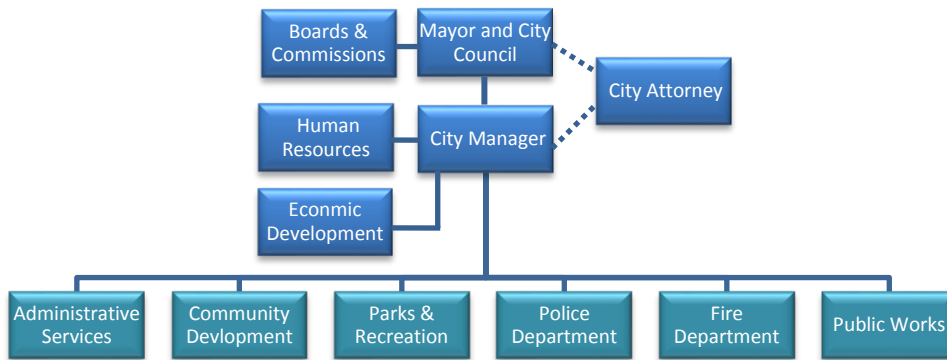 Boards &
Commissions
Mayor and City
Council
City Attorney
Human
Resources
City Manager
Econmic
Development
Administrative
Services
Community
Devlopment
Parks &
Recreation
Police
Department
Fire
Department
Public Works